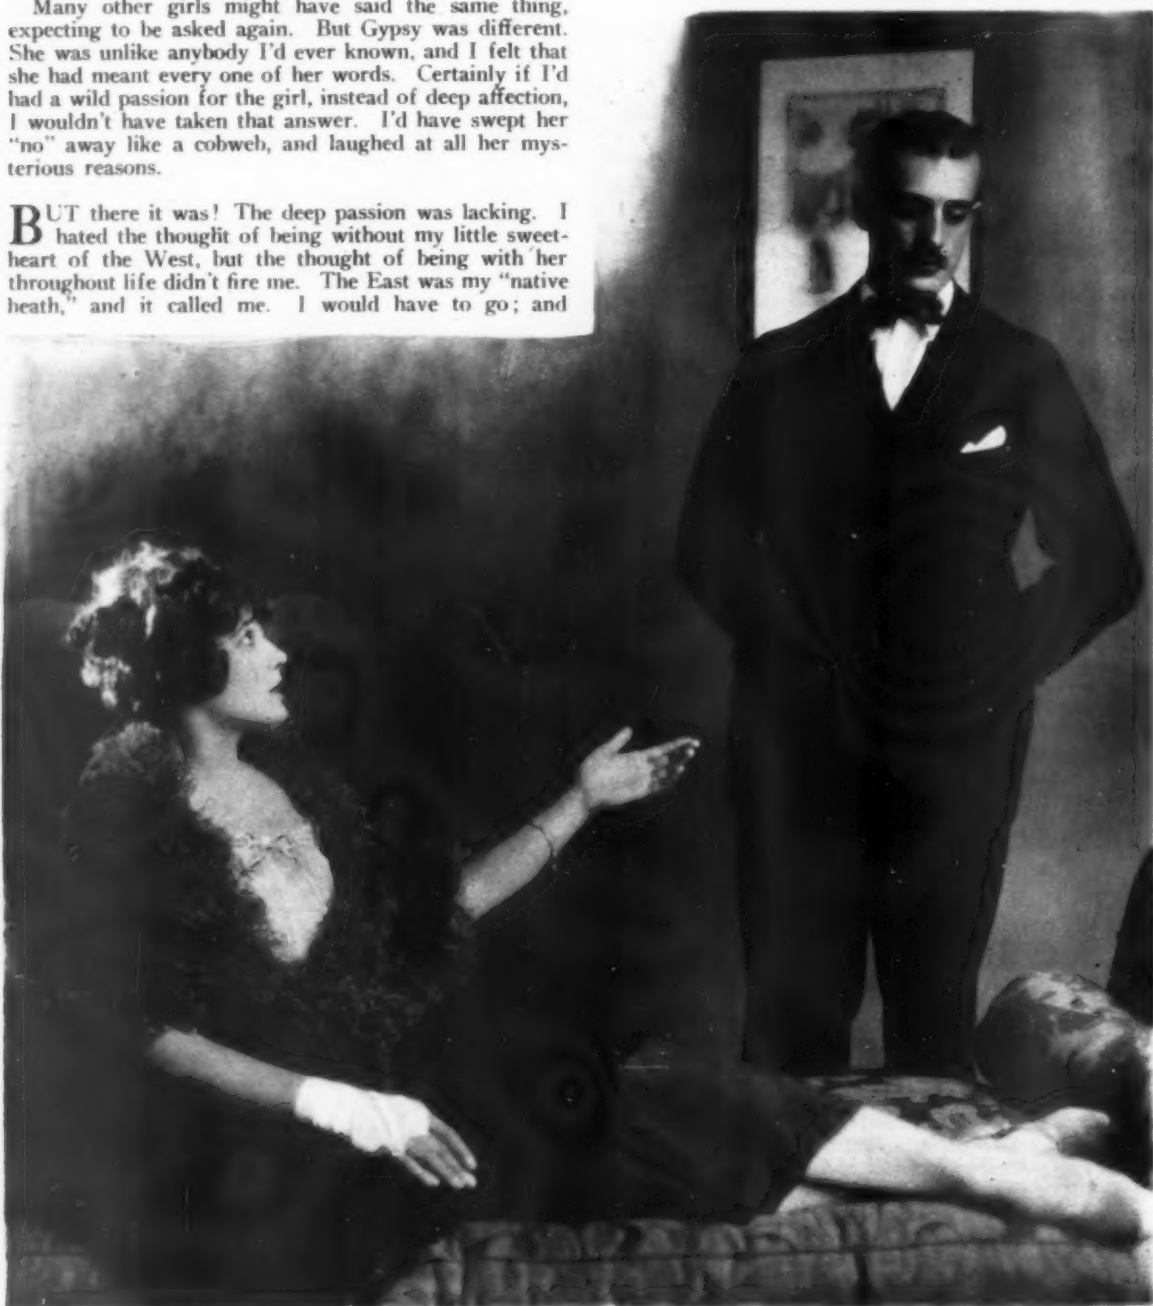 Many other girls might have said the same thing,
expecting to be asked again. But Gypsy was different.
She was unlike anybody I'd ever known, and I felt that
she had meant every one of her words. Certainly if I'd
had a wild passion for the girl, instead of deep affection,
I wouldn't have taken that answer. I'd have swept her
"no" away like a cobweb, and laughed at all her mys-
terious reasons.
BUT there it was! The deep passion was lacking. I
hated the thought of being without my little sweet-
heart of the West, but the thought of being with her
throughout life didn't fire me. The East was my "native
heath," and it called me. I would have to go; and